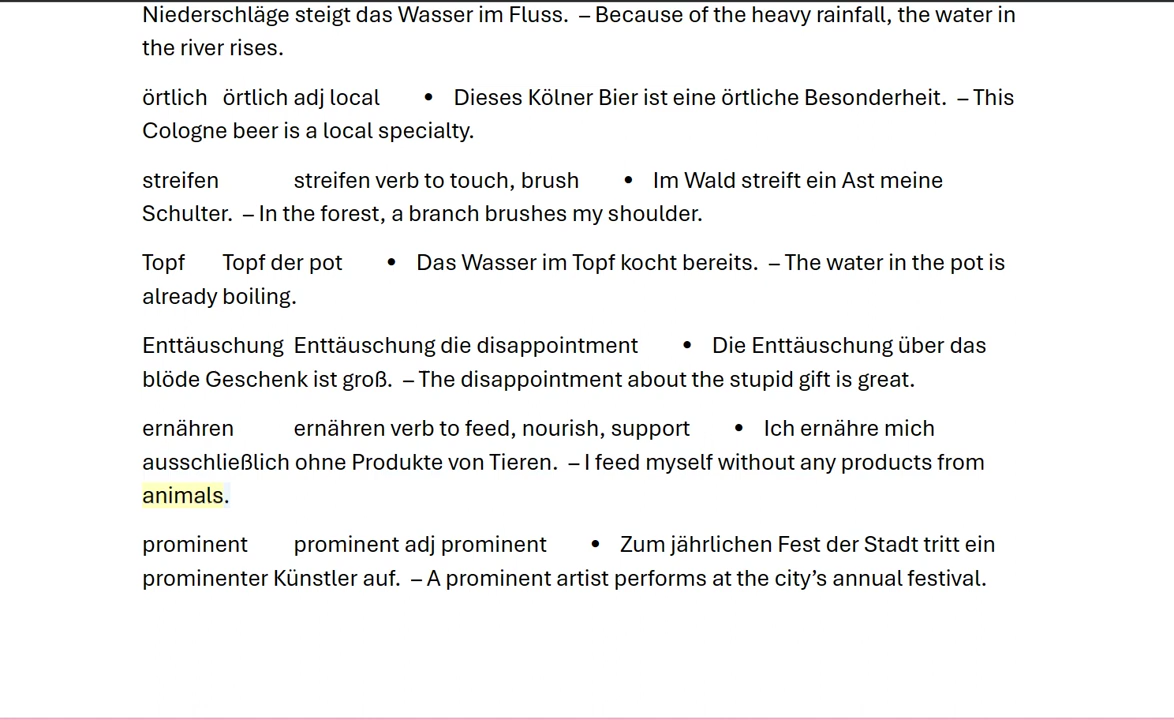 Niederschläge steigt das Wasser im Fluss. – Because of the heavy rainfall, the water in
the river rises.
örtlich örtlich adj local • Dieses Kölner Bier ist eine örtliche Besonderheit. – This
Cologne beer is a local specialty.
streifen streifen verb to touch, brush • Im Wald streift ein Ast meine
Schulter. – In the forest, a branch brushes my shoulder.
Topf Topf der pot • Das Wasser im Topf kocht bereits. – The water in the pot is
already boiling.
Enttäuschung Enttäuschung die disappointment • Die Enttäuschung über das
blöde Geschenk ist groß. – The disappointment about the stupid gift is great.
ernähren ernähren verb to feed, nourish, support • Ich ernähre mich
ausschließlich ohne Produkte von Tieren. – I feed myself without any products from
animals.
prominent prominent adj prominent • Zum jährlichen Fest der Stadt tritt ein
prominenter Künstler auf. – A prominent artist performs at the city’s annual festival.